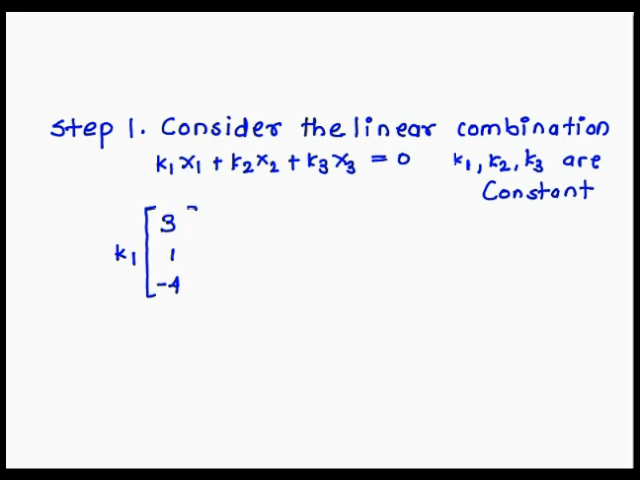 Step 1. Consider the linear combination
k₁x₁ + k₂x₂ + k₃x₃ = 0 k₁, k₂, k₃ are
Constant
3
k₁ 1
-4